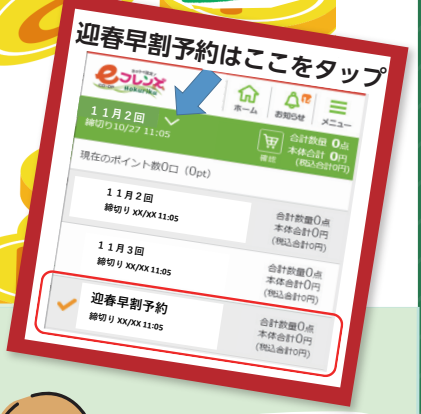 迎春早割予約はここをタップ
eフレンズ
co-op Hokuriku
ホーム
お知らせ
メニュー
11月2回
締切り10/27 11:05
確認
合計数量 0点
本体合計 0円
(税込合計0円)
現在のポイント数0口 (0pt)
11月2回
締切り XX/XX 11:05
合計数量0点
本体合計0円
(税込合計0円)
11月3回
締切り XX/XX 11:05
合計数量0点
本体合計0円
(税込合計0円)
迎春早割予約
締切り XX/XX 11:05
合計数量0点
本体合計0円
(税込合計0円)